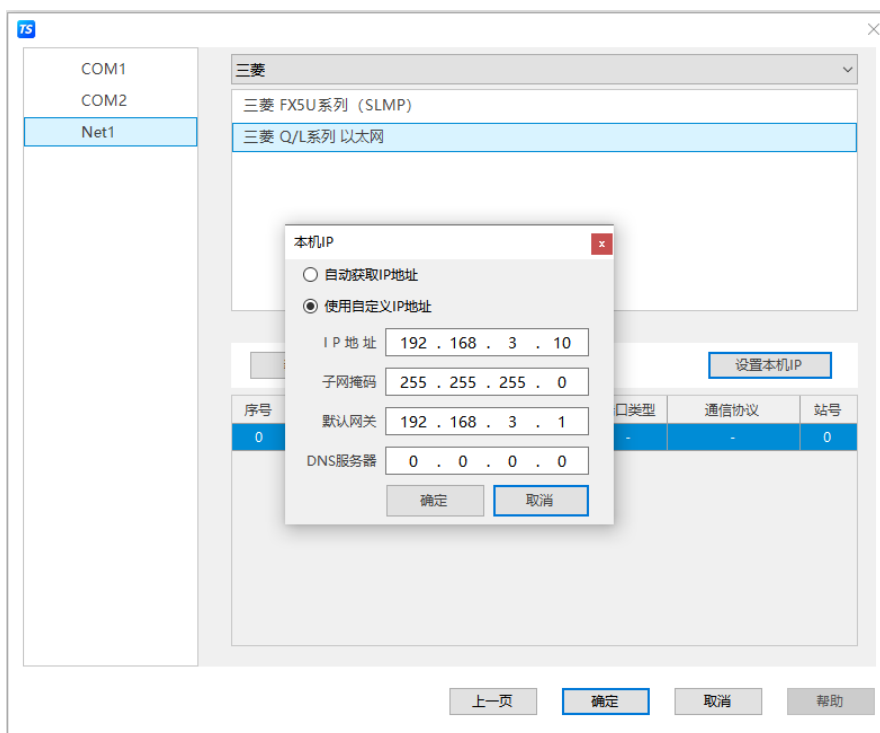 TS
COM1
COM2
Net1
三菱
三菱 FX5U系列（SLMP）
三菱 Q/L系列 以太网
本机IP
x
自动获取IP地址
使用自定义IP地址
IP地址 192 . 168 . 3 . 10
子网掩码 255 . 255 . 255 . 0
默认网关 192 . 168 . 3 . 1
DNS服务器 0 . 0 . 0 . 0
确定 取消
设置本机IP
序号 口类型 通信协议 站号
0 - - 0
上一页 确定 取消 帮助